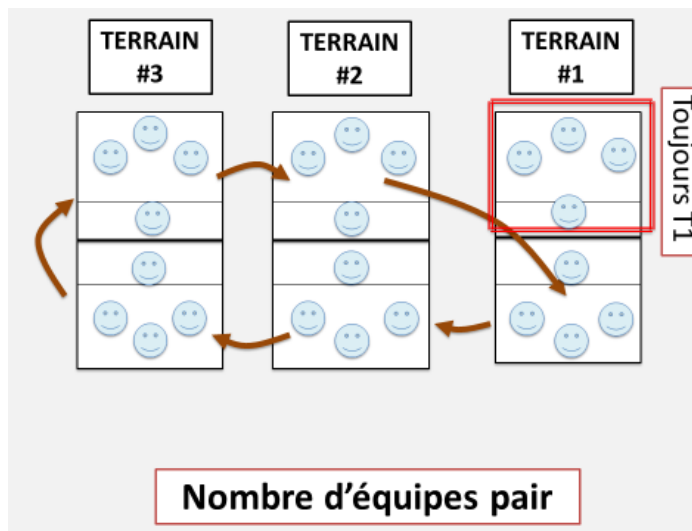 TERRAIN
#3
TERRAIN
#2
TERRAIN
#1
Toujours T1
Nombre d’équipes pair